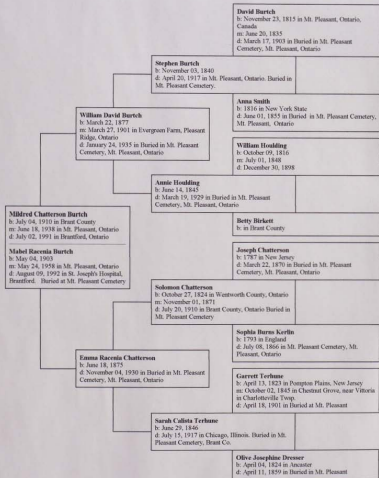 David Burtch
b: November 23, 1815 in Mt. Pleasant, Ontario,
Canada
m: June 20, 1835
d: March 17, 1903 in Buried in Mt. Pleasant
Cemetery, Mt. Pleasant, Ontario
Stephen Burtch
b: November 03, 1840
d: April 20, 1917 in Mt. Pleasant, Ontario. Buried in
Mt. Pleasant Cemetery.
Anna Smith
b: 1816 in New York State
d: June 01, 1855 in Buried in Mt. Pleasant Cemetery,
Mt. Pleasant, Ontario
William David Burtch
b: March 22, 1877
m: March 27, 1901 in Evergreen Farm, Pleasant
Ridge, Ontario
d: January 24, 1935 in Buried in Mt. Pleasant
Cemetery, Mt. Pleasant, Ontario
William Houlding
b: October 09, 1816
m: July 01, 1848
d: December 30, 1898
Annie Houlding
b: June 14, 1845
d: March 19, 1929 in Buried in Mt. Pleasant
Cemetery, Mt. Pleasant, Ontario
Betty Birkett
b: in Brant County
Mildred Chatterson Burtch
b: July 04, 1910 in Brant County
m: June 18, 1938 in Mt. Pleasant, Ontario
d: July 02, 1991 in Brantford, Ontario
Mabel Racenia Burtch
b: May 04, 1903
m: May 24, 1958 in Mt. Pleasant, Ontario
d: August 09, 1992 in St. Joseph's Hospital,
Brantford. Buried at Mt. Pleasant Cemetery
Joseph Chatterson
b: 1787 in New Jersey
d: March 22, 1870 in Buried in Mt. Pleasant
Cemetery, Mt. Pleasant, Ontario
Solomon Chatterson
b: October 27, 1824 in Wentworth County, Ontario
m: November 01, 1871
d: July 20, 1910 in Brant County, Ontario Buried in
Mt. Pleasant Cemetery
Sophia Burns Kerlin
b: 1793 in England
d: July 08, 1866 in Mt. Pleasant Cemetery, Mt.
Pleasant, Ontario
Emma Racenia Chatterson
b: June 18, 1875
d: November 04, 1930 in Buried in Mt. Pleasant
Cemetery, Mt. Pleasant, Ontario
Garrett Terhune
b: April 13, 1823 in Pompton Plains, New Jersey
m: October 02, 1845 in Chestnut Grove, near Vittoria
in Charlotteville Twsp.
d: April 18, 1901 in Buried at Mt. Pleasant
Sarah Calista Terhune
b: June 29, 1846
d: July 15, 1917 in Chicago, Illinois. Buried in Mt.
Pleasant Cemetery, Brant Co.
Olive Josephine Dresser
b: April 04, 1824 in Ancaster
d: April 11, 1859 in Buried in Mt. Pleasant